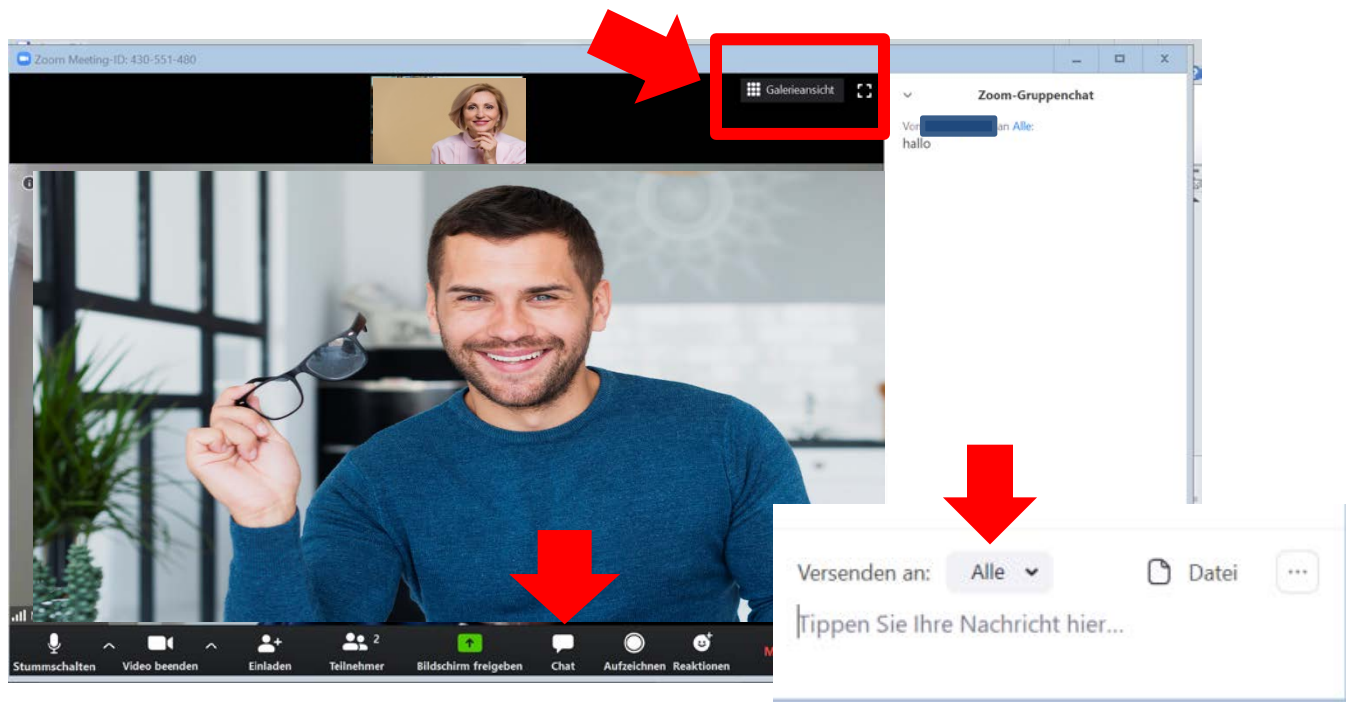 Zoom Meeting-ID: 430-551-480
Galerieansicht
Zoom-Gruppenchat
Von an Alle:
hallo
Versenden an: Alle Datei ...
Tippen Sie Ihre Nachricht hier...
2
Stummschalten Video beenden Einladen Teilnehmer Bildschirm freigeben Chat Aufzeichnen Reaktionen